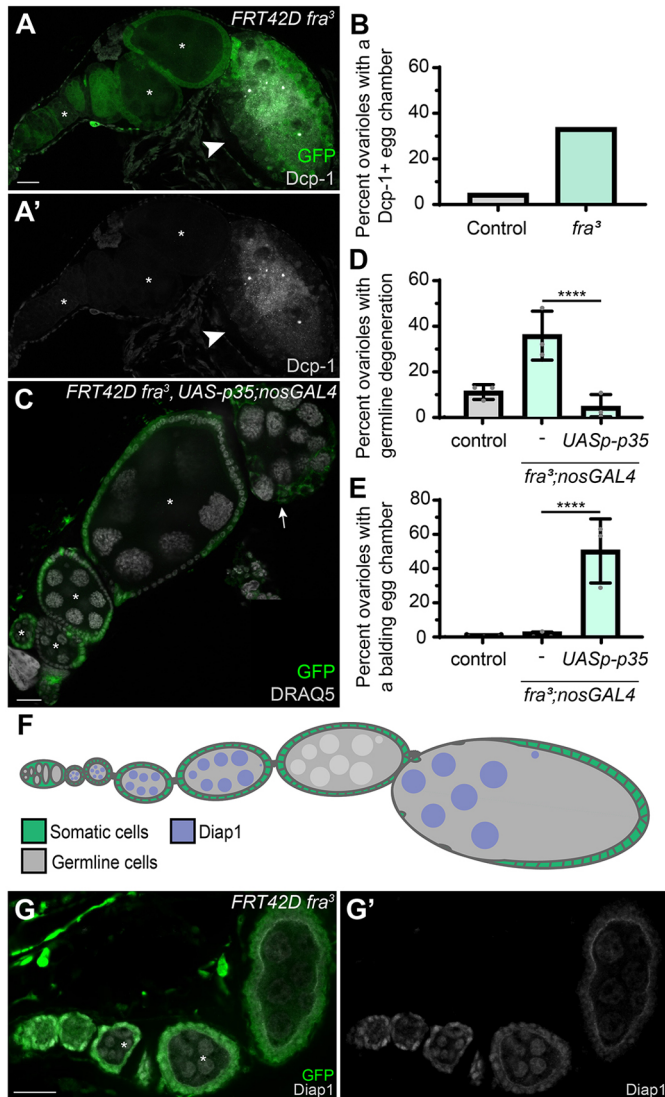 A
FRT42D fra³
*
*
*
GFP
Dcp-1
A'
*
*
*
Dcp-1
B
Percent ovarioles with a
Dcp-1+ egg chamber
60
40
20
0
Control
fra³
C
FRT42D fra³, UAS-p35;nosGAL4
*
*
*
*
GFP
DRAQ5
D
Percent ovarioles with
germline degeneration
60
40
20
0
****
control
-
UASp-p35
fra³;nosGAL4
E
Percent ovarioles with
a balding egg chamber
80
60
40
20
0
****
control
-
UASp-p35
fra³;nosGAL4
F
Somatic cells
Diap1
Germline cells
G
FRT42D fra³
*
*
GFP
Diap1
G'
Diap1